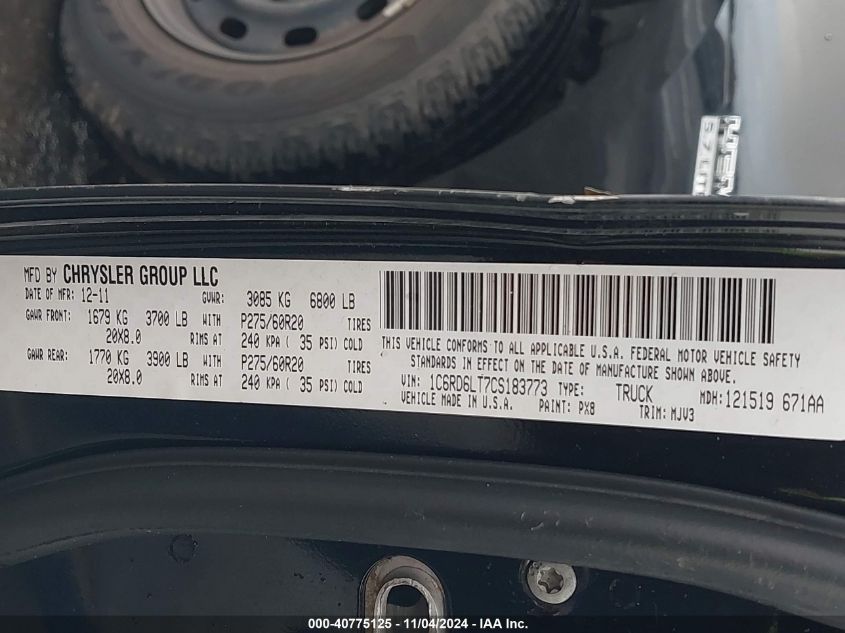 HEMI
5.7 LIT
MFD BY CHRYSLER GROUP LLC
DATE OF MFR: 12-11 GVWR: 3085 KG 6800 LB
GAWR FRONT: 1679 KG 3700 LB WITH P275/60R20 TIRES
20X8.0 RIMS AT 240 KPA ( 35 PSI) COLD
GAWR REAR: 1770 KG 3900 LB WITH P275/60R20 TIRES
20X8.0 RIMS AT 240 KPA ( 35 PSI) COLD
THIS VEHICLE CONFORMS TO ALL APPLICABLE U.S.A. FEDERAL MOTOR VEHICLE SAFETY
STANDARDS IN EFFECT ON THE DATE OF MANUFACTURE SHOWN ABOVE.
VIN: 1C6RD6LT7CS183773 TYPE: TRUCK MDH: 121519 671AA
VEHICLE MADE IN U.S.A. PAINT: PX8 TRIM: MJV3
000-40775125 - 11/04/2024 - IAA Inc.